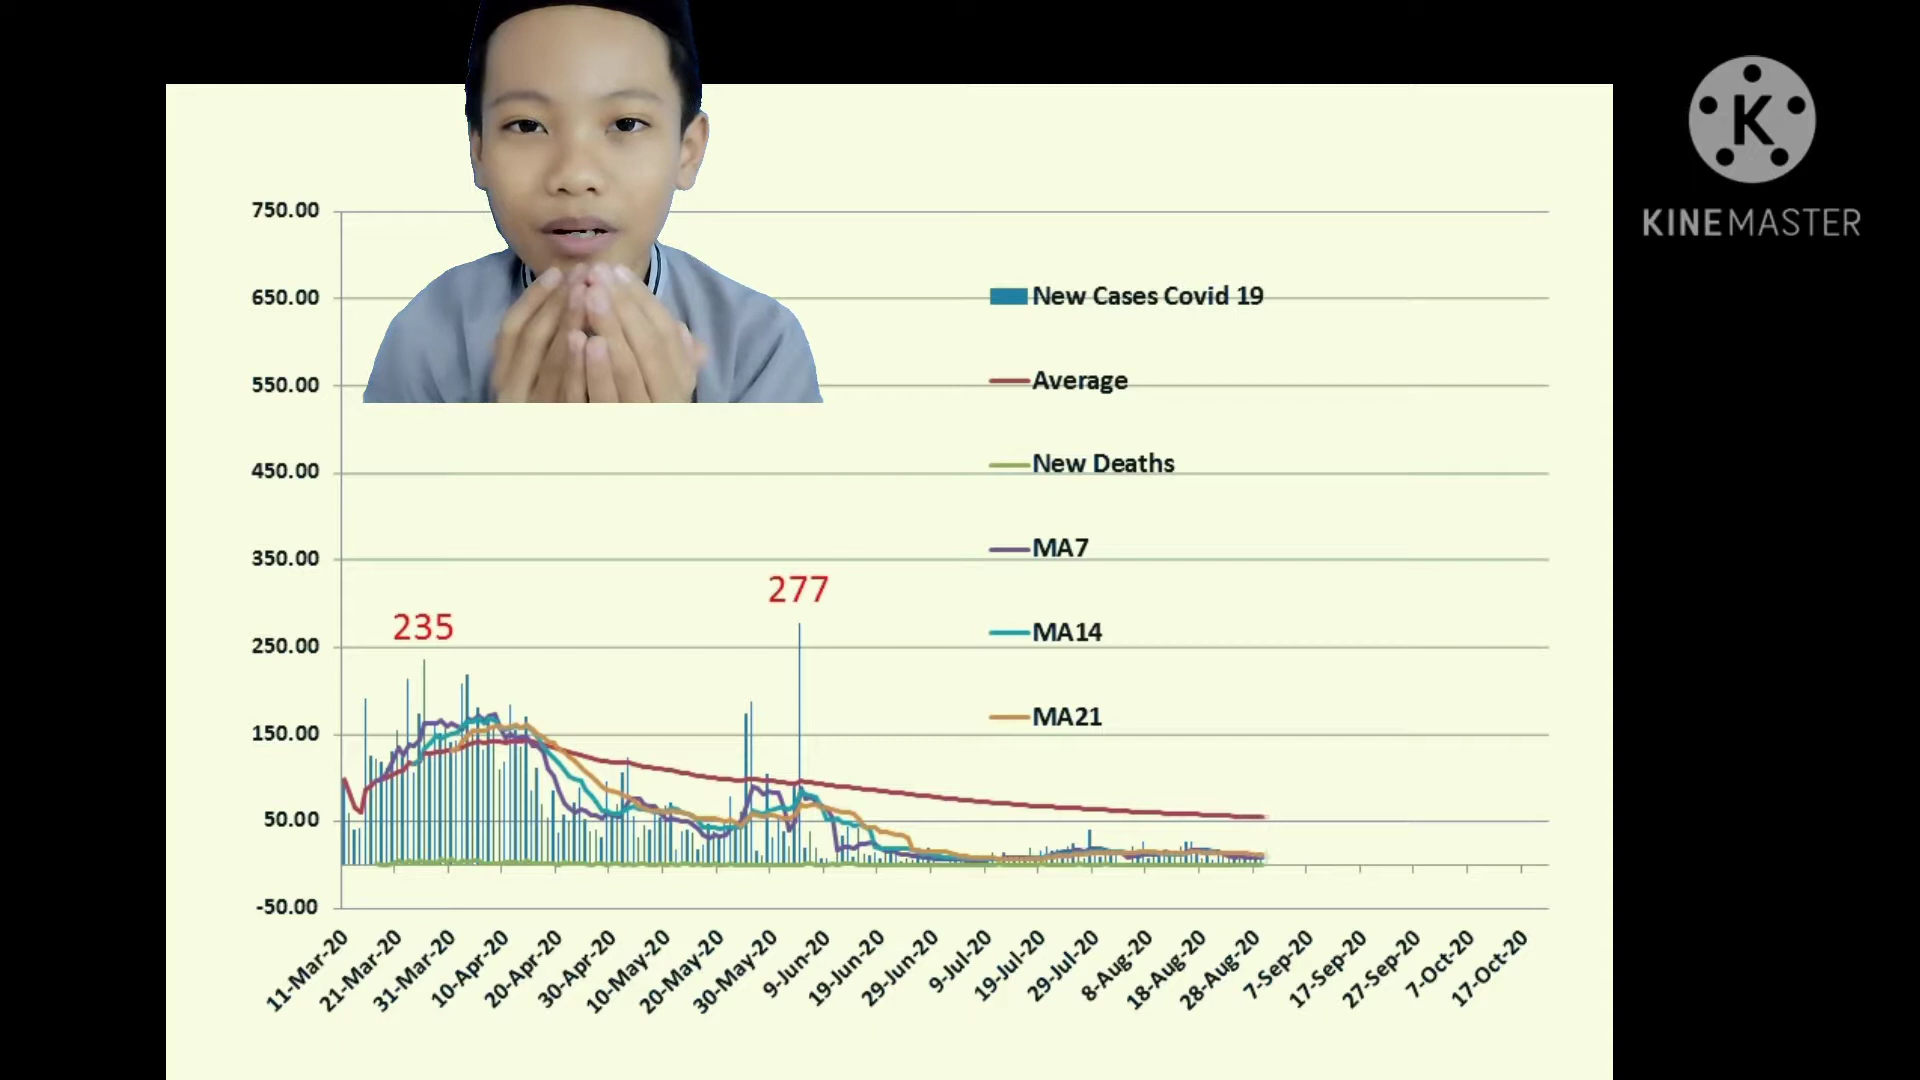 KINEMASTER
750.00
650.00
550.00
450.00
350.00
250.00
150.00
50.00
-50.00
New Cases Covid 19
Average
New Deaths
MA7
MA14
MA21
235
277
11-Mar-20
21-Mar-20
31-Mar-20
10-Apr-20
20-Apr-20
30-Apr-20
10-May-20
20-May-20
30-May-20
9-Jun-20
19-Jun-20
29-Jun-20
9-Jul-20
19-Jul-20
29-Jul-20
8-Aug-20
18-Aug-20
28-Aug-20
7-Sep-20
17-Sep-20
27-Sep-20
7-Oct-20
17-Oct-20